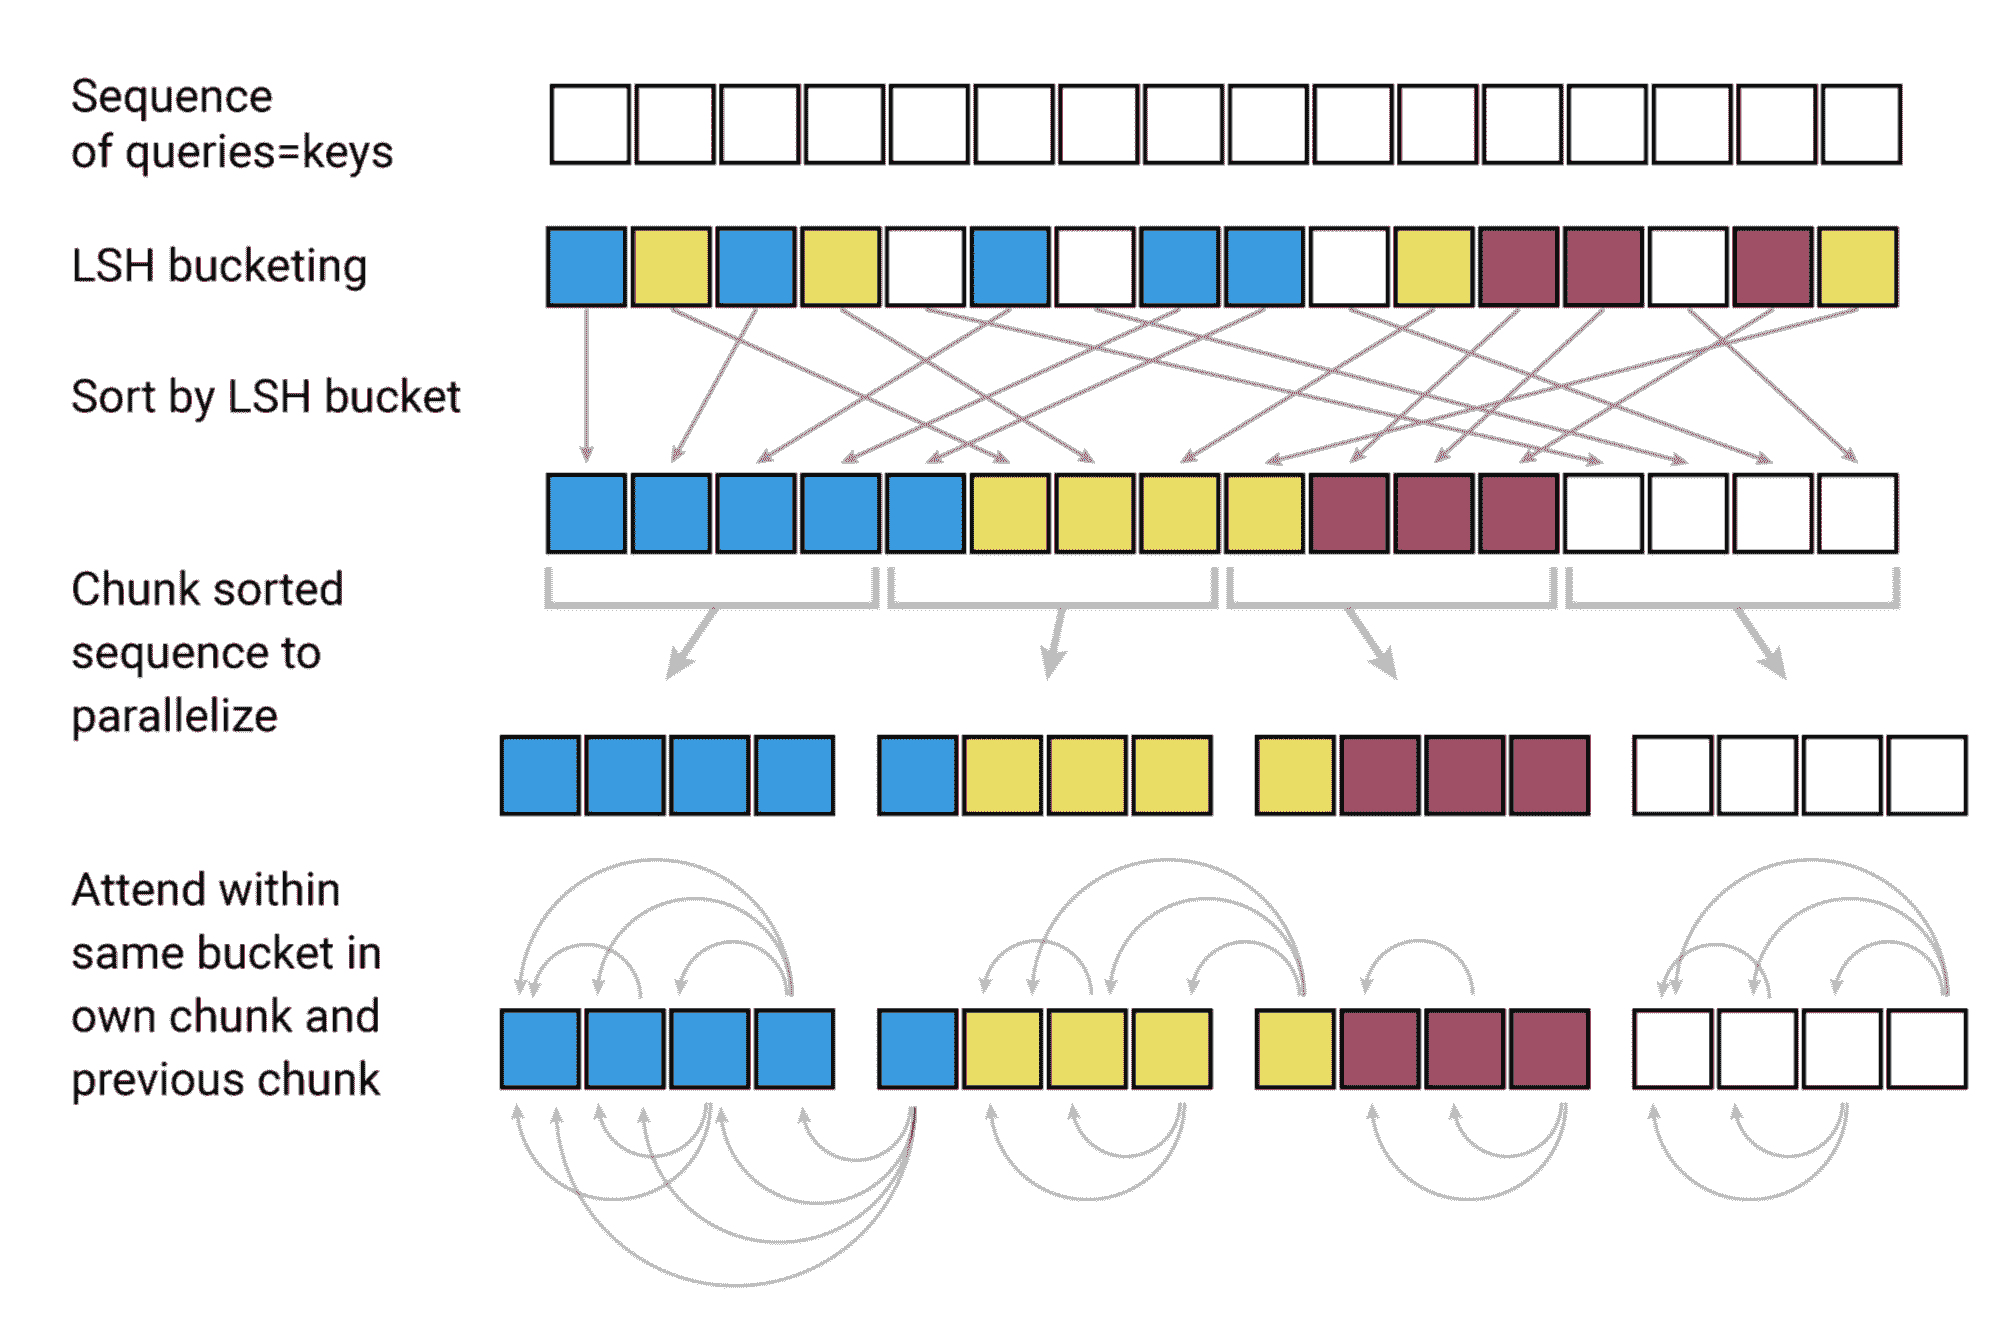 Sequence
of queries=keys
LSH bucketing
Sort by LSH bucket
Chunk sorted
sequence to
parallelize
Attend within
same bucket in
own chunk and
previous chunk